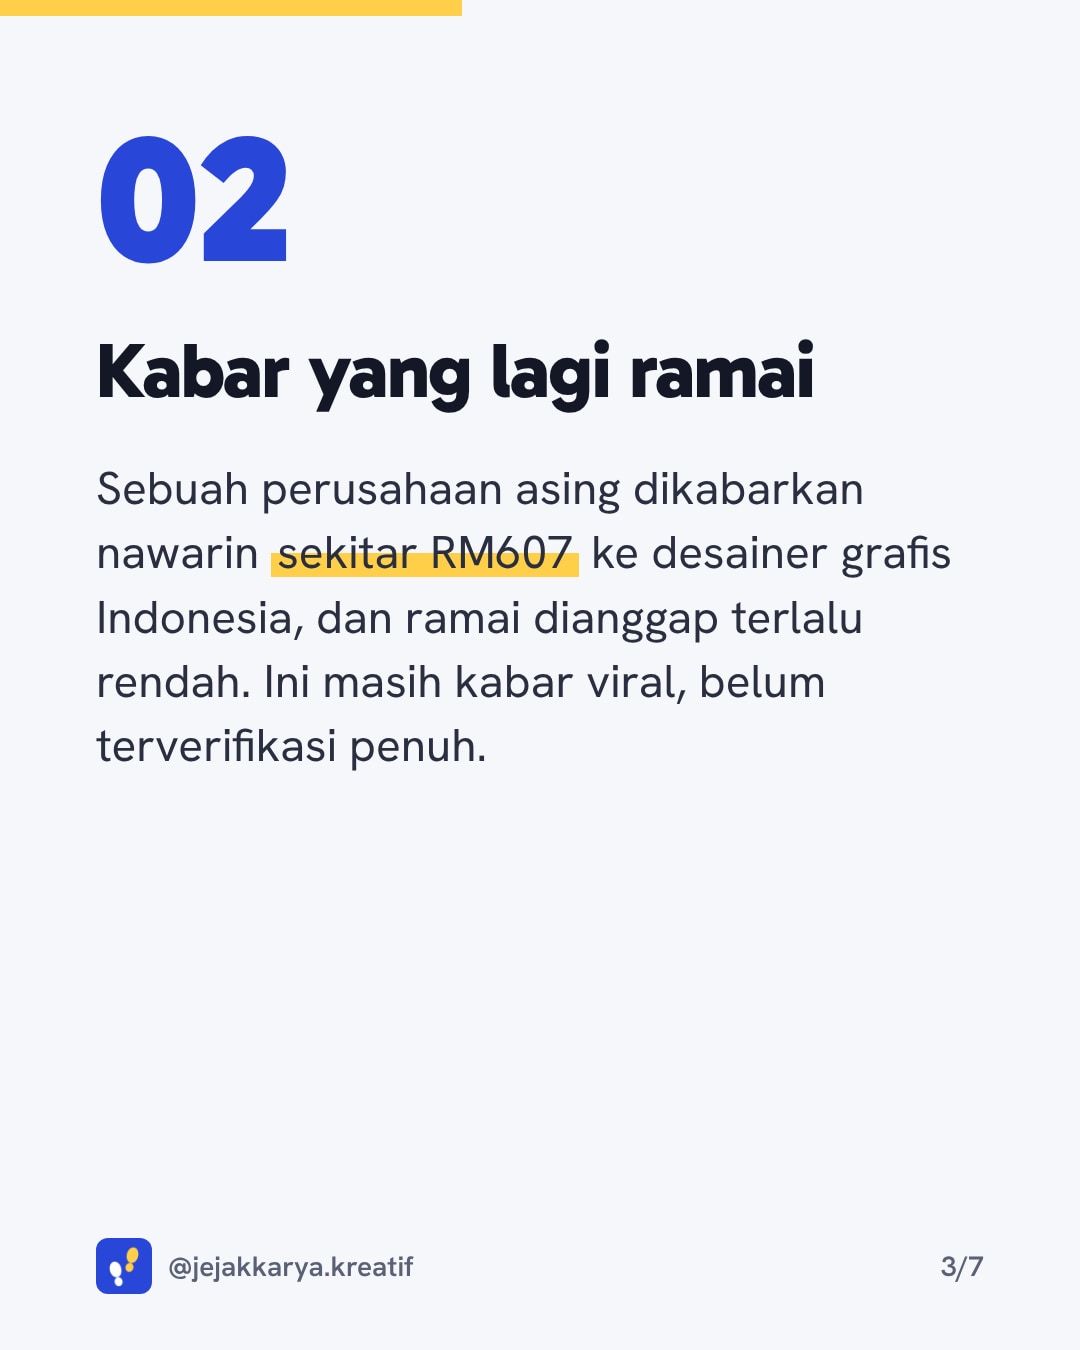 02
Kabar yang lagi ramai
Sebuah perusahaan asing dikabarkan
nawarin sekitar RM607 ke desainer grafis
Indonesia, dan ramai dianggap terlalu
rendah. Ini masih kabar viral, belum
terverifikasi penuh.
@jejakkarya.kreatif
3/7